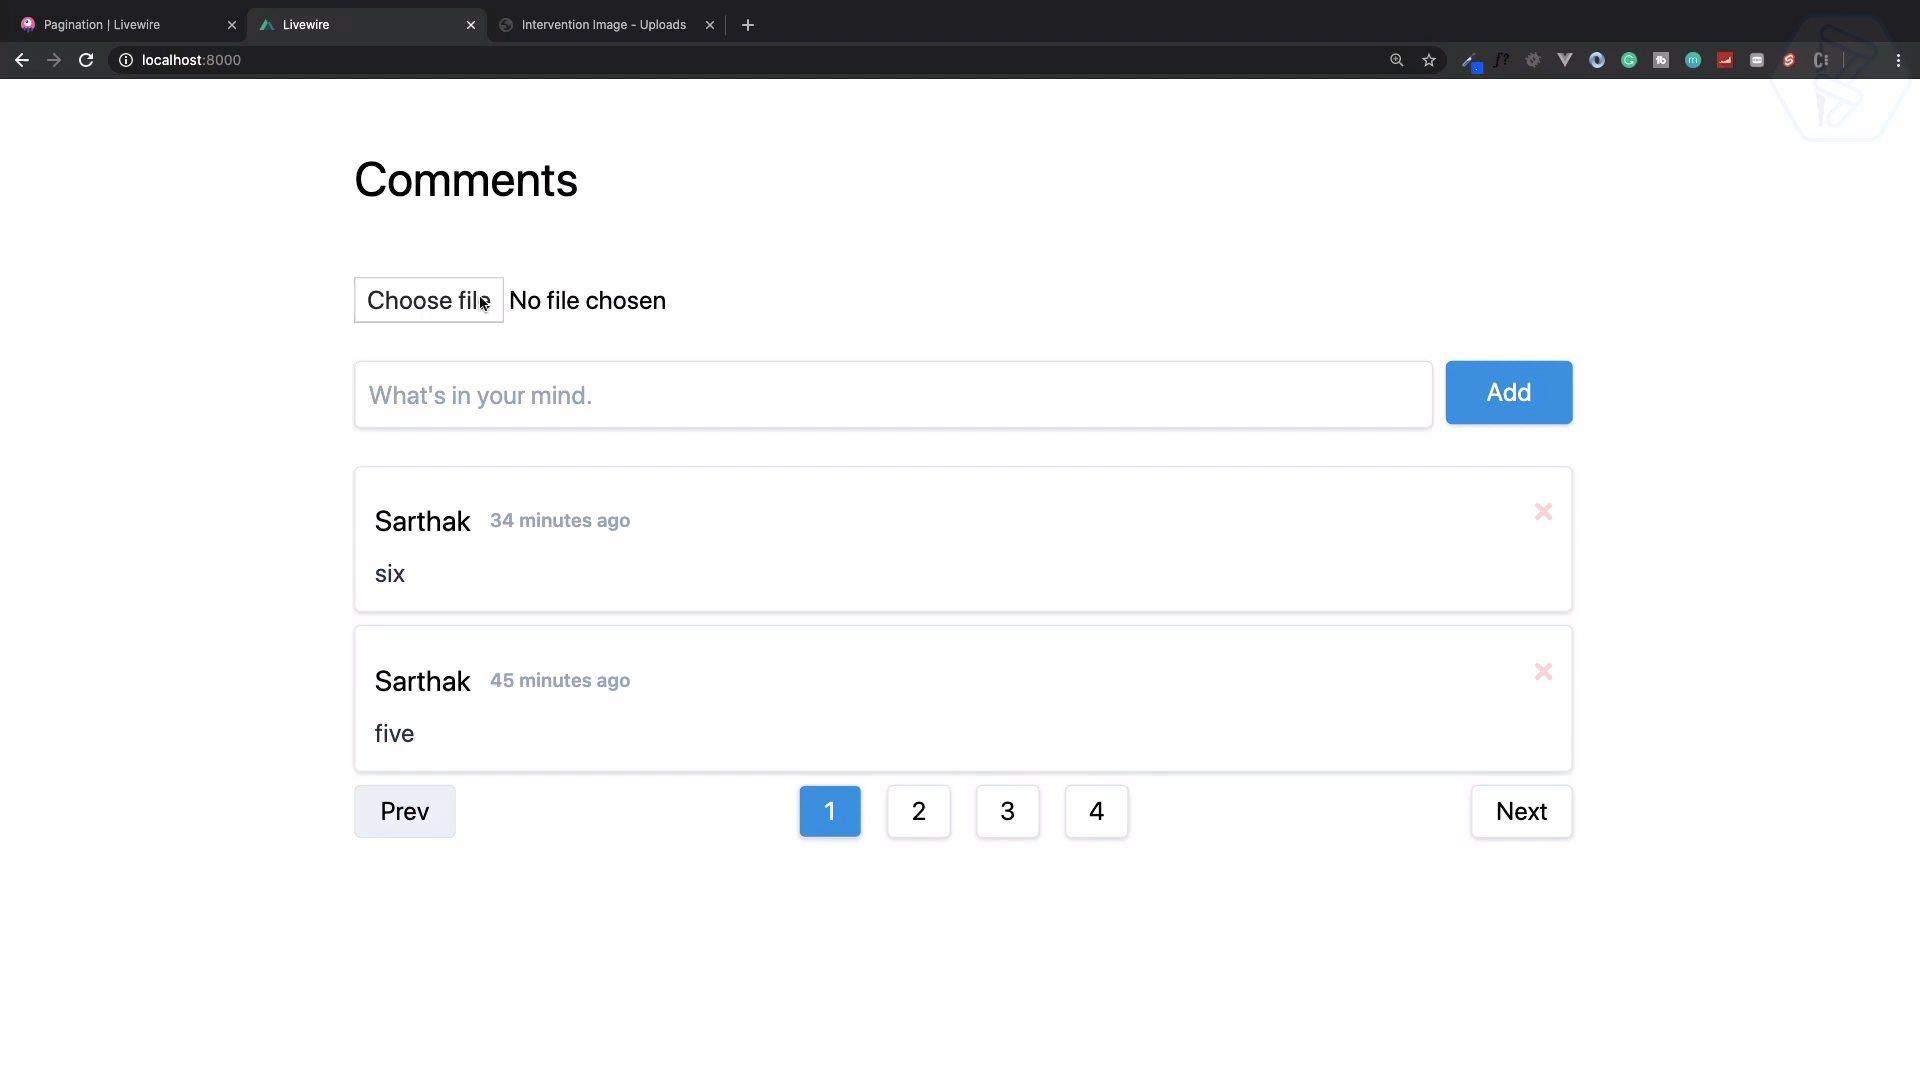 Pagination | Livewire
Livewire
Intervention Image - Uploads
localhost:8000
Comments
Choose file No file chosen
What's in your mind.
Add
Sarthak 34 minutes ago
six
Sarthak 45 minutes ago
five
Prev 1 2 3 4 Next